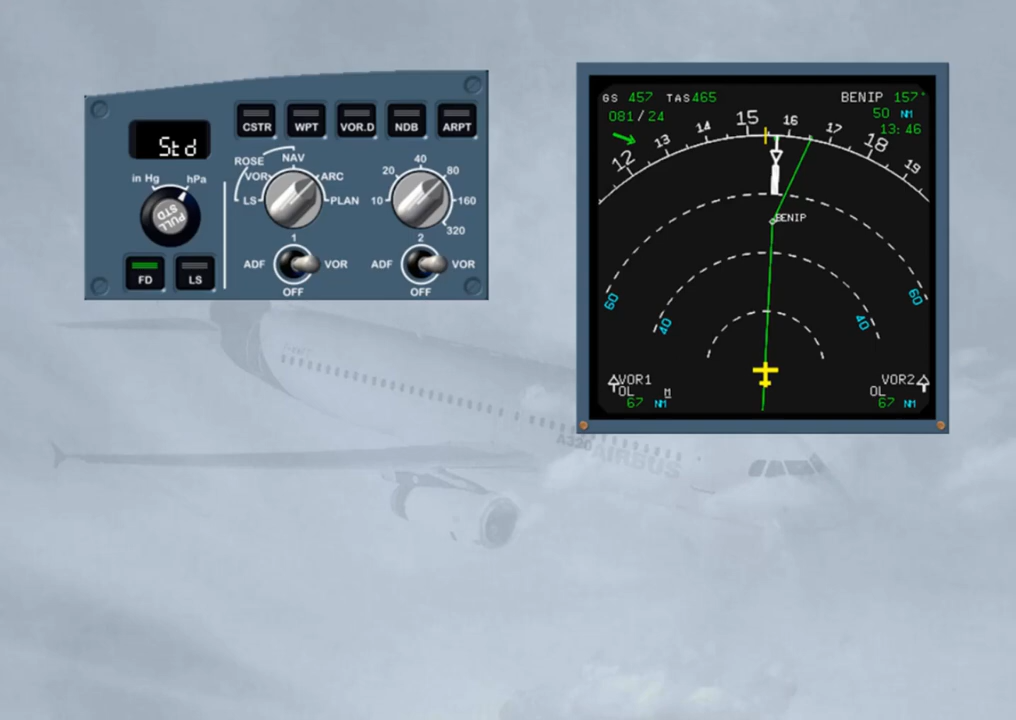 Std
in Hg
hPa
PULL
STD
FD
LS
CSTR
WPT
VOR.D
NDB
ARPT
ROSE
NAV
VOR
ARC
LS
PLAN
10
20
40
80
160
320
1
ADF
VOR
OFF
2
ADF
VOR
OFF
GS 457 TAS465
081/24
BENIP 157°
50 NM
13:46
12
13
14
15
16
17
18
19
BENIP
60
60
40
40
VOR1
OL M
67 NM
VOR2
OL
67 NM
A320 AIRBUS